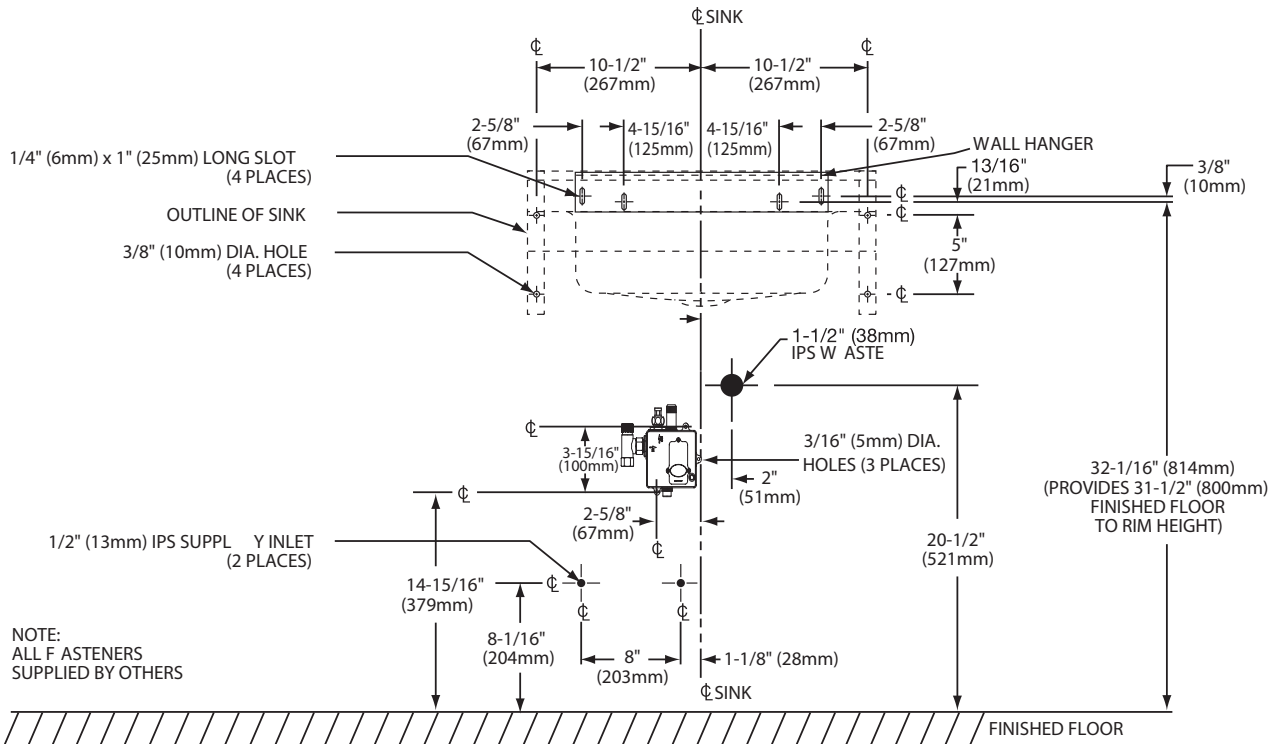 ℄ SINK
℄
℄
10-1/2"
(267mm)
10-1/2"
(267mm)
2-5/8"
(67mm)
4-15/16"
(125mm)
4-15/16"
(125mm)
2-5/8"
(67mm)
WALL HANGER
13/16"
(21mm)
3/8"
(10mm)
1/4" (6mm) x 1" (25mm) LONG SLOT
(4 PLACES)
OUTLINE OF SINK
3/8" (10mm) DIA. HOLE
(4 PLACES)
℄
℄
5"
(127mm)
℄
1-1/2" (38mm)
IPS W ASTE
℄
3-15/16"
(100mm)
3/16" (5mm) DIA.
HOLES (3 PLACES)
2"
(51mm)
32-1/16" (814mm)
(PROVIDES 31-1/2" (800mm)
FINISHED FLOOR
TO RIM HEIGHT)
℄
2-5/8"
(67mm)
℄
20-1/2"
(521mm)
1/2" (13mm) IPS SUPPL Y INLET
(2 PLACES)
14-15/16"
(379mm)
℄
℄
℄
8-1/16"
(204mm)
8"
(203mm)
1-1/8" (28mm)
NOTE:
ALL F ASTENERS
SUPPLIED BY OTHERS
℄ SINK
FINISHED FLOOR